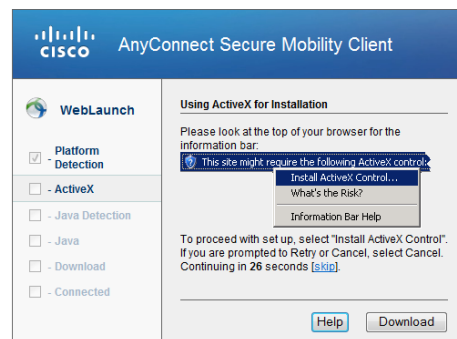 CISCO
AnyConnect Secure Mobility Client
WebLaunch
- Platform
Detection
- ActiveX
- Java Detection
- Java
- Download
- Connected
Using ActiveX for Installation
Please look at the top of your browser for the
information bar:
This site might require the following ActiveX control:
Install ActiveX Control...
What's the Risk?
Information Bar Help
To proceed with set up, select "Install ActiveX Control".
If you are prompted to Retry or Cancel, select Cancel.
Continuing in 26 seconds [skip].
Help
Download